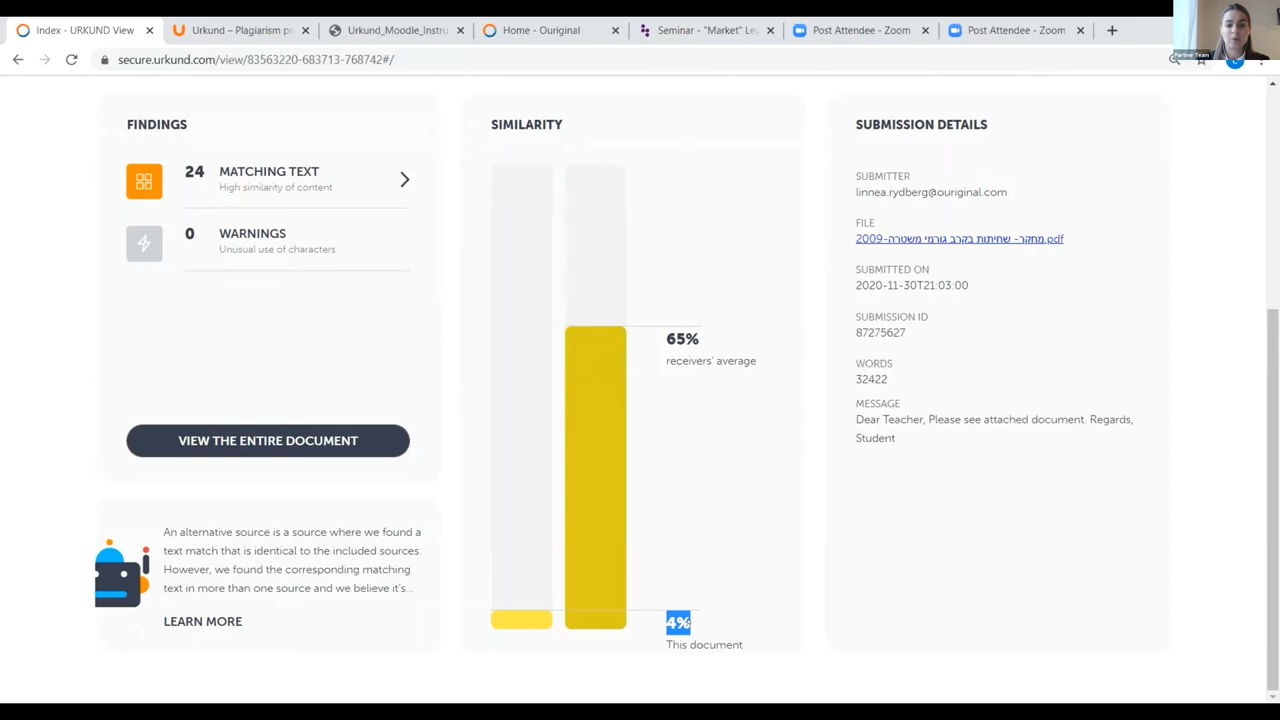 Index - URKUND View
Urkund – Plagiarism pr
Urkund_Moodle_Instru
Home - Ouriginal
Seminar - "Market" Lea
Post Attendee - Zoom
Post Attendee - Zoom
secure.urkund.com/view/83563220-683713-768742#/
Partner Team
FINDINGS
24 MATCHING TEXT
High similarity of content
0 WARNINGS
Unusual use of characters
VIEW THE ENTIRE DOCUMENT
An alternative source is a source where we found a
text match that is identical to the included sources.
However, we found the corresponding matching
text in more than one source and we believe it's...
LEARN MORE
SIMILARITY
65%
receivers' average
4%
This document
SUBMISSION DETAILS
SUBMITTER
linnea.rydberg@ouriginal.com
FILE
מחקר- שחיתות בקרב גורמי משטרה-2009.pdf
SUBMITTED ON
2020-11-30T21:03:00
SUBMISSION ID
87275627
WORDS
32422
MESSAGE
Dear Teacher, Please see attached document. Regards,
Student